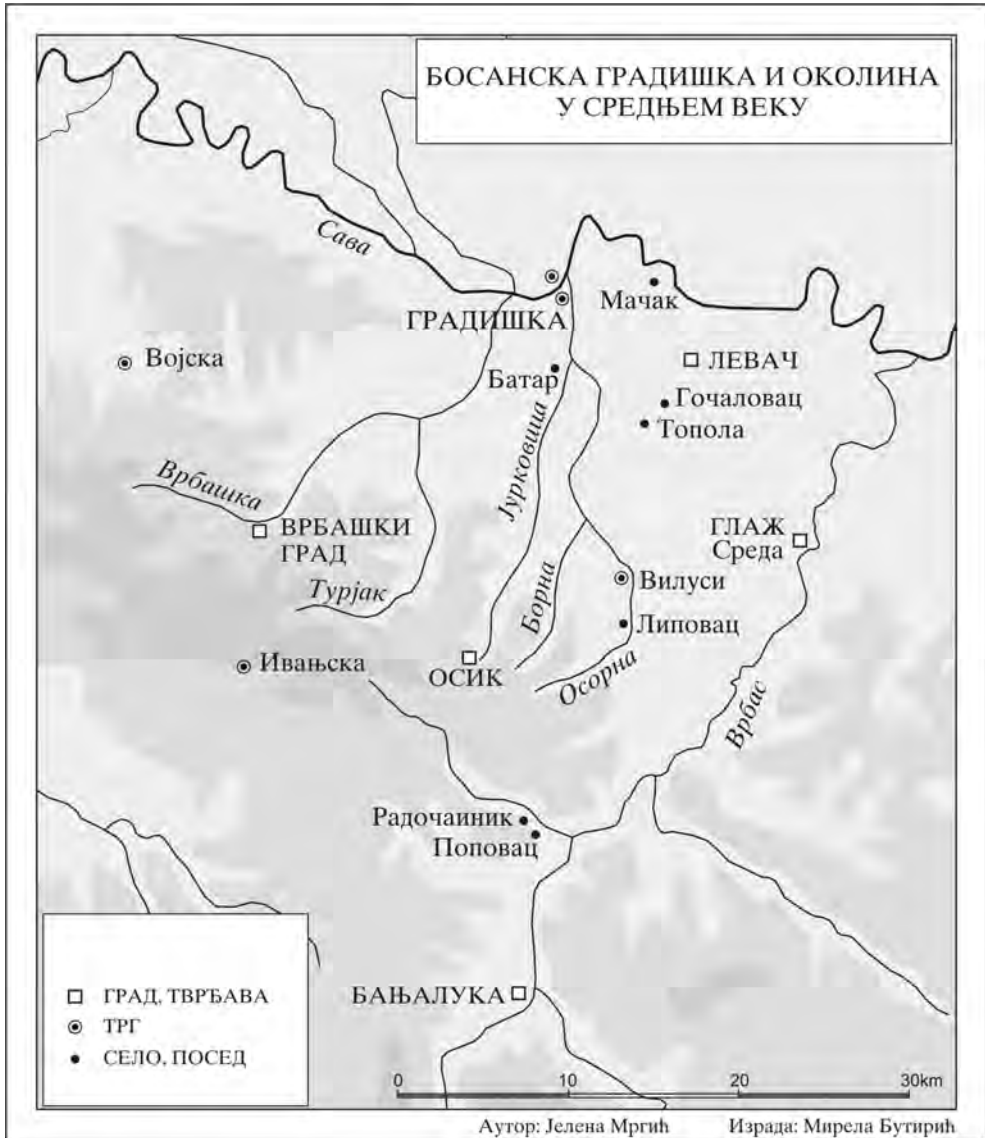 БОСАНСКА ГРАДИШКА И ОКОЛИНА
У СРЕДЊЕМ ВЕКУ
Сава
Мачак
ГРАДИШКА
Војска
Батар
ЛЕВАЧ
Гочаловац
Топола
Јурковица
Врбашка
ВРБАШКИ
ГРАД
ГЛАЖ
Среда
Турјак
Борна
Вилуси
Липовац
Ивањска
ОСИК
Осорна
Врбас
Радочаиник
Поповац
БАЊАЛУКА
ГРАД, ТВРЂАВА
ТРГ
СЕЛО, ПОСЕД
0 10 20 30km
Аутор: Јелена Мргић Израда: Мирела Бутирић